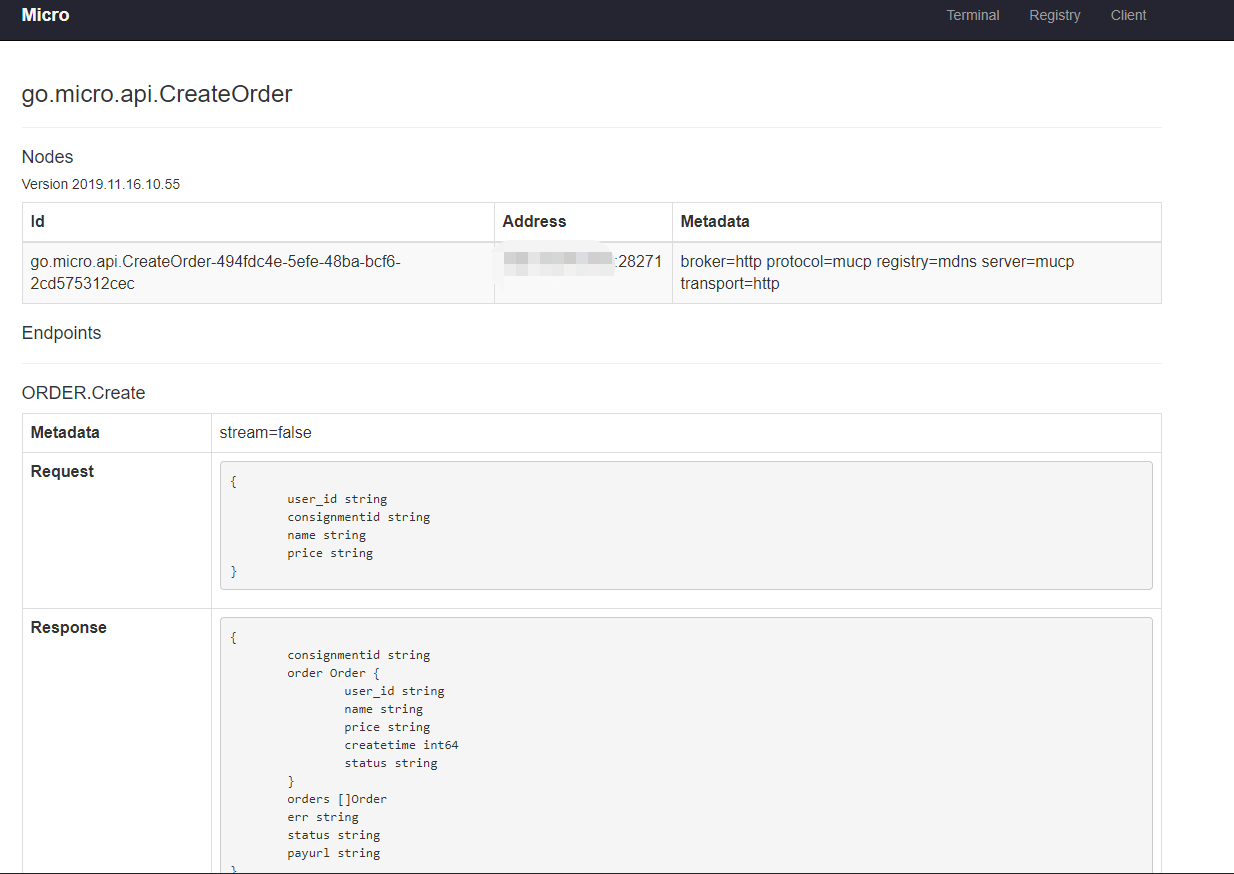 Micro Terminal Registry Client
go.micro.api.CreateOrder
Nodes
Version 2019.11.16.10.55
Id Address Metadata
go.micro.api.CreateOrder-494fdc4e-5efe-48ba-bcf6- :28271 broker=http protocol=mucp registry=mdns server=mucp
2cd575312cec transport=http
Endpoints
ORDER.Create
Metadata stream=false
Request {
user_id string
consignmentid string
name string
price string
}
Response {
consignmentid string
order Order {
user_id string
name string
price string
createtime int64
status string
}
orders []Order
err string
status string
payurl string
}